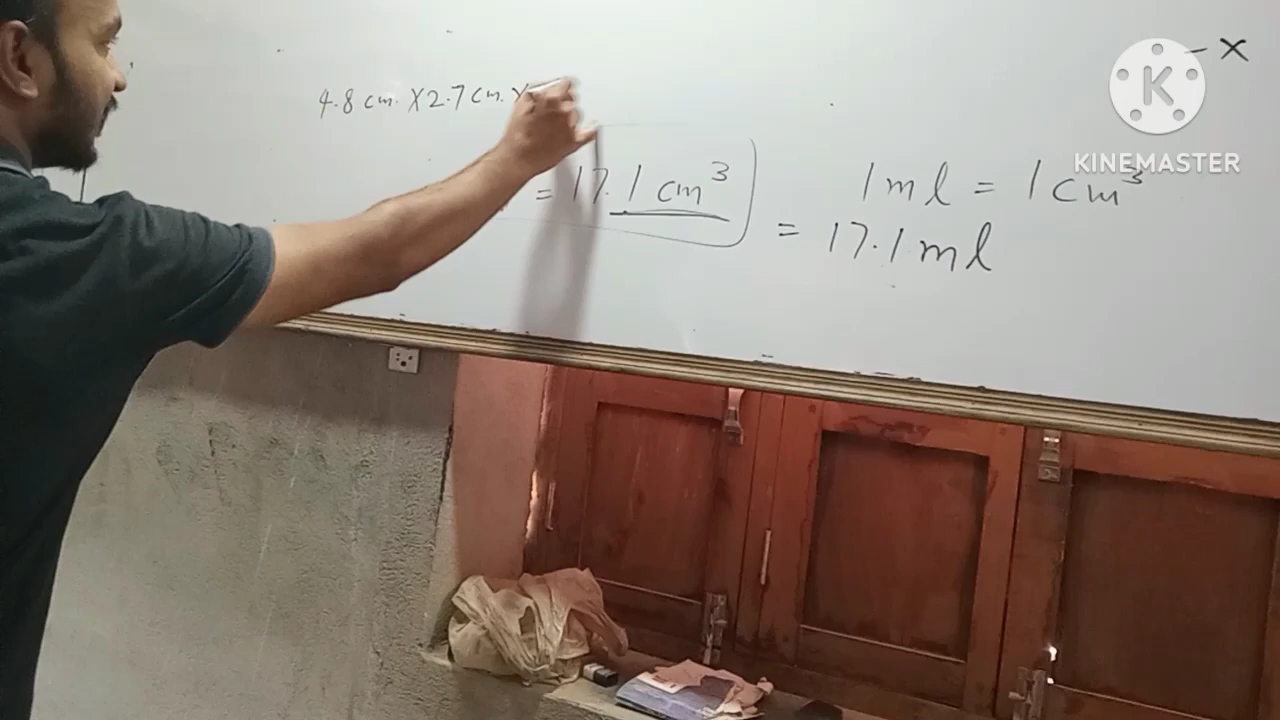 4.8 cm. X 2.7 cm. X
= 17.1 cm³
1 ml = 1 cm³
= 17.1 ml
- X
K
KINEMASTER